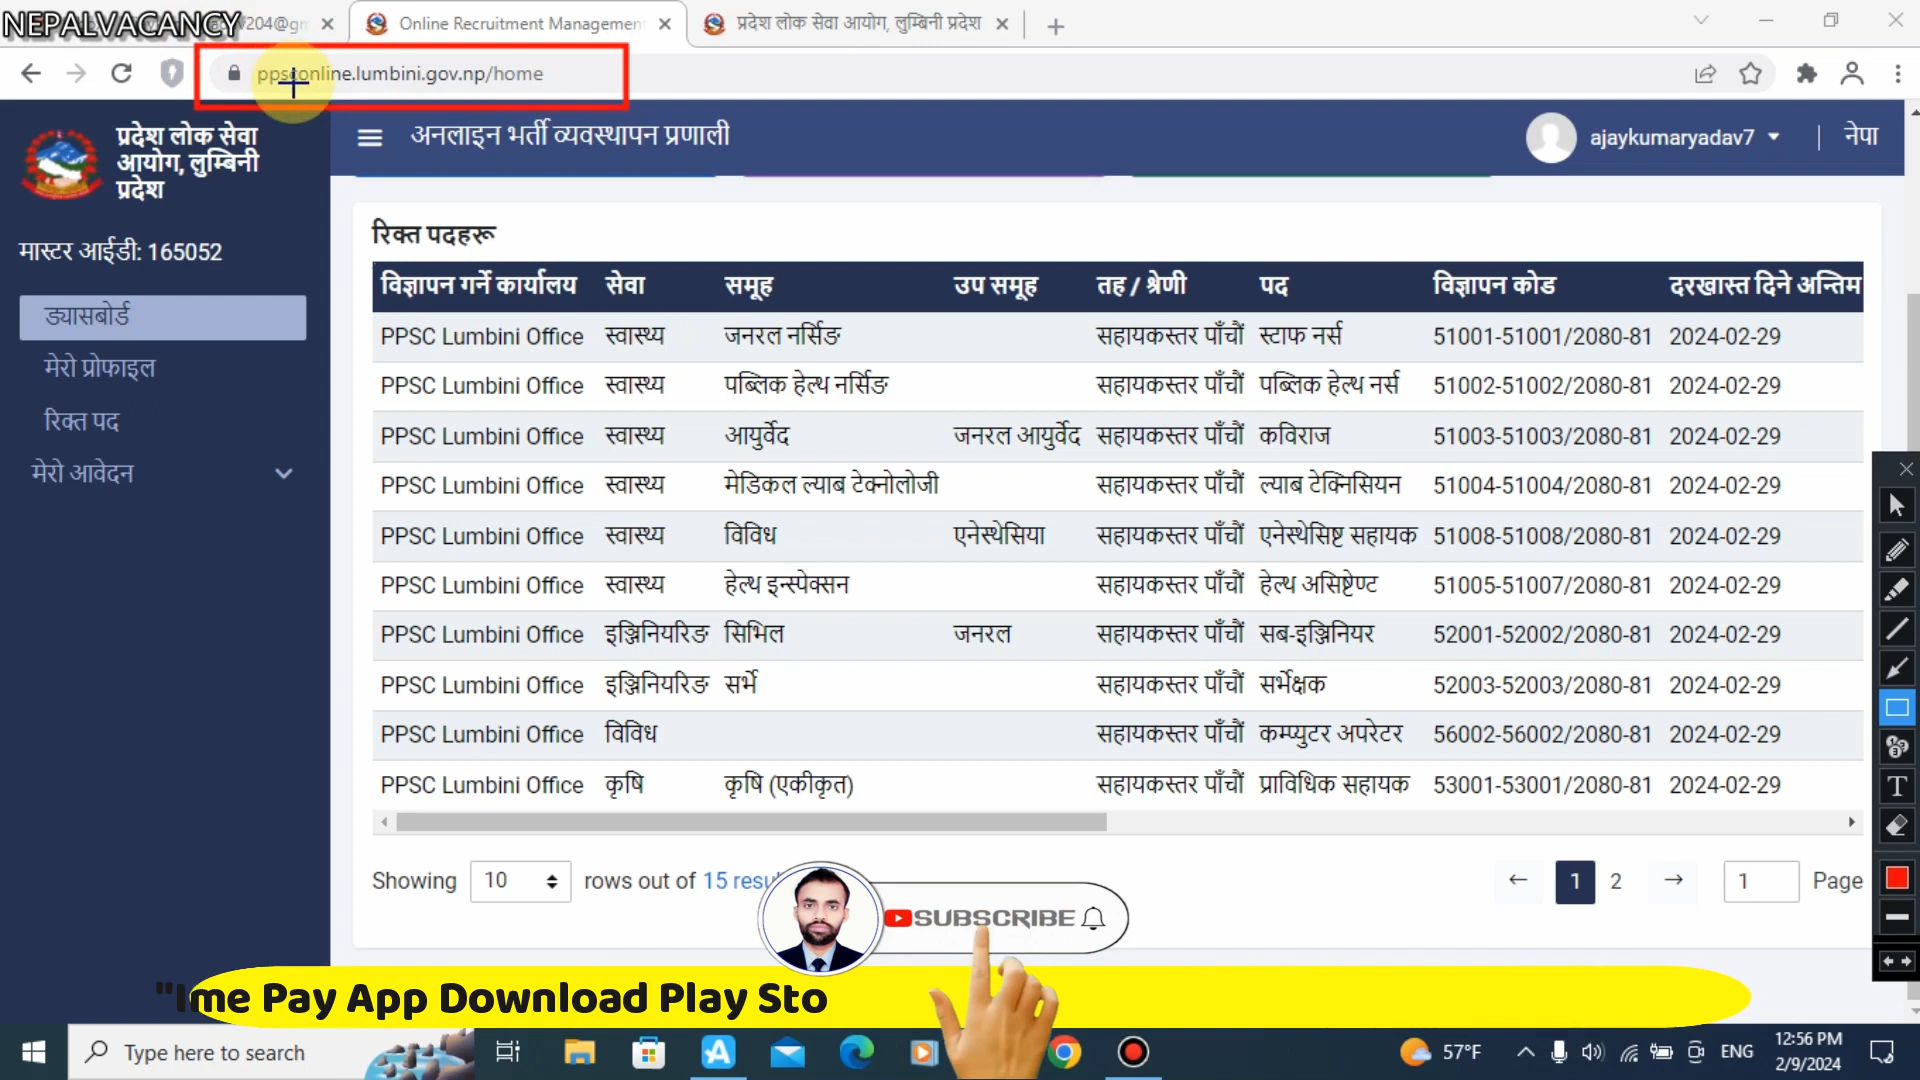 NEPALVACANCY
204@gm
Online Recruitment Managemen
प्रदेश लोक सेवा आयोग, लुम्बिनी प्रदेश
ppsconline.lumbini.gov.np/home
प्रदेश लोक सेवा
आयोग, लुम्बिनी
प्रदेश
अनलाइन भर्ती व्यवस्थापन प्रणाली
ajaykumaryadav7
नेपा
मास्टर आईडी: 165052
ड्यासबोर्ड
मेरो प्रोफाइल
रिक्त पद
मेरो आवेदन
रिक्त पदहरू
विज्ञापन गर्ने कार्यालय सेवा समूह उप समूह तह / श्रेणी पद विज्ञापन कोड दरखास्त दिने अन्तिम
PPSC Lumbini Office स्वास्थ्य जनरल नर्सिङ सहायकस्तर पाँचौं स्टाफ नर्स 51001-51001/2080-81 2024-02-29
PPSC Lumbini Office स्वास्थ्य पब्लिक हेल्थ नर्सिङ सहायकस्तर पाँचौं पब्लिक हेल्थ नर्स 51002-51002/2080-81 2024-02-29
PPSC Lumbini Office स्वास्थ्य आयुर्वेद जनरल आयुर्वेद सहायकस्तर पाँचौं कविराज 51003-51003/2080-81 2024-02-29
PPSC Lumbini Office स्वास्थ्य मेडिकल ल्याब टेक्नोलोजी सहायकस्तर पाँचौं ल्याब टेक्निसियन 51004-51004/2080-81 2024-02-29
PPSC Lumbini Office स्वास्थ्य विविध एनेस्थेसिया सहायकस्तर पाँचौं एनेस्थेसिष्ट सहायक 51008-51008/2080-81 2024-02-29
PPSC Lumbini Office स्वास्थ्य हेल्थ इन्स्पेक्सन सहायकस्तर पाँचौं हेल्थ असिष्टेण्ट 51005-51007/2080-81 2024-02-29
PPSC Lumbini Office इञ्जिनियरिङ सिभिल जनरल सहायकस्तर पाँचौं सब-इञ्जिनियर 52001-52002/2080-81 2024-02-29
PPSC Lumbini Office इञ्जिनियरिङ सर्भे सहायकस्तर पाँचौं सर्भेक्षक 52003-52003/2080-81 2024-02-29
PPSC Lumbini Office विविध सहायकस्तर पाँचौं कम्प्युटर अपरेटर 56002-56002/2080-81 2024-02-29
PPSC Lumbini Office कृषि कृषि (एकीकृत) सहायकस्तर पाँचौं प्राविधिक सहायक 53001-53001/2080-81 2024-02-29
Showing 10 rows out of 15 resu
1 2 1 Page
SUBSCRIBE
"Ime Pay App Download Play Sto
Type here to search
57°F
ENG
12:56 PM
2/9/2024